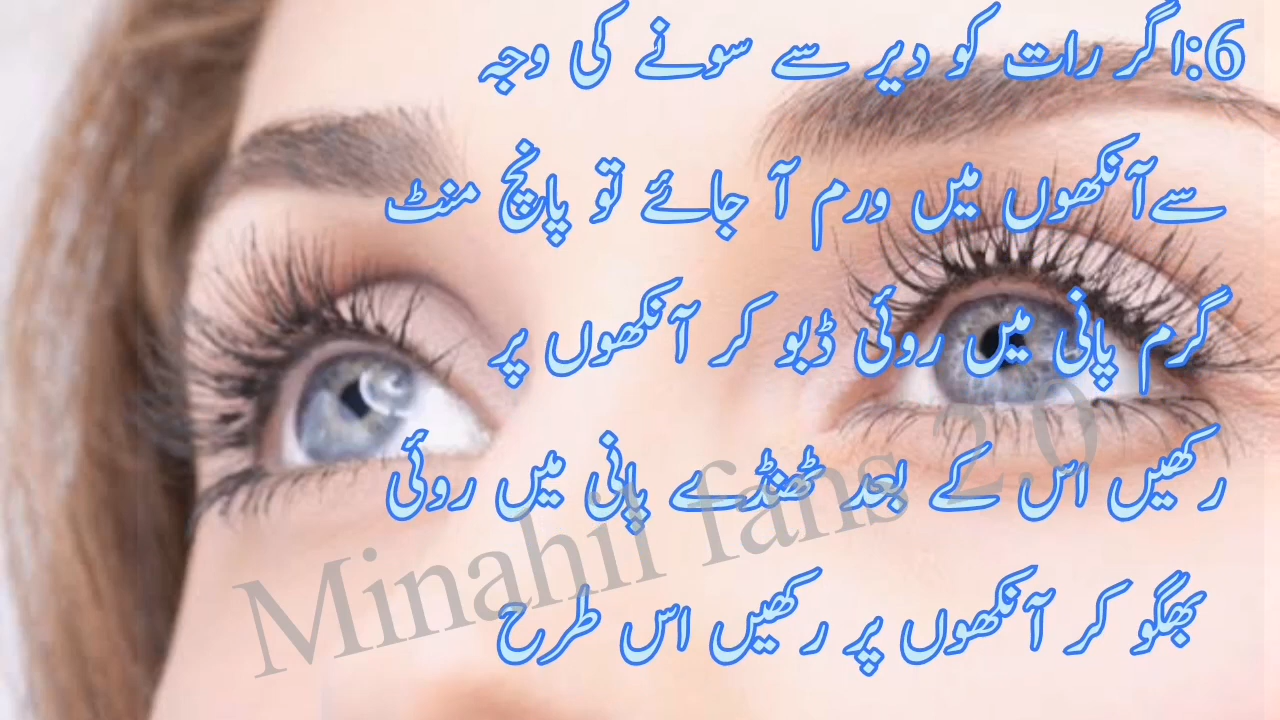 6:اگر رات کو دیر سے سونے کی وجہ
سےآنکھوں میں ورم آ جائے تو پانچ منٹ
گرم پانی میں روئی ڈبو کر آنکھوں پر
رکھیں اس کے بعد ٹھنڈے پانی میں روئی
بھگو کر آنکھوں پر رکھیں اس طرح
Minahil fans 2.0